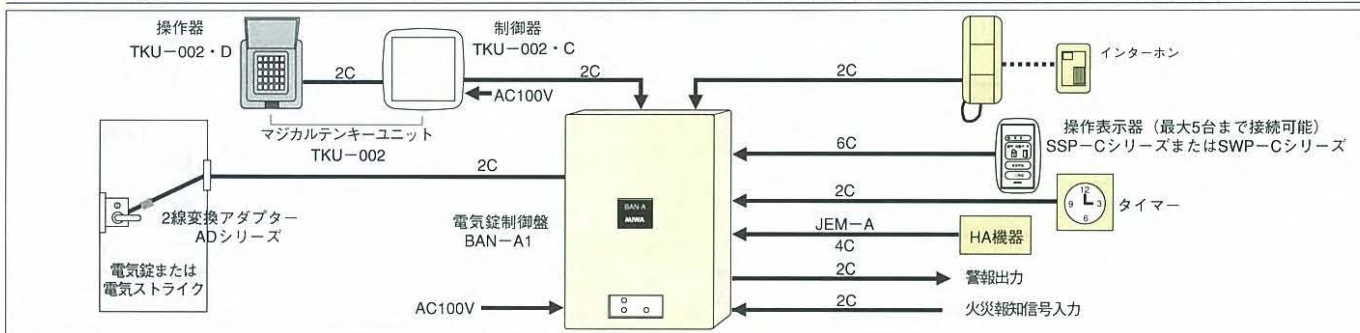 操作器
TKU－002・D
制御器
TKU－002・C
2C
2C
AC100V
マジカルテンキーユニット
TKU－002
2C
インターホン
操作表示器（最大5台まで接続可能）
SSP－CシリーズまたはSWP－Cシリーズ
6C
2C
12
9
3
6
タイマー
JEM－A
4C
HA機器
2C
警報出力
2C
火災報知信号入力
2C
2線変換アダプター
ADシリーズ
電気錠または
電気ストライク
電気錠制御盤
BAN－A1
BAN-A
MIWA
AC100V